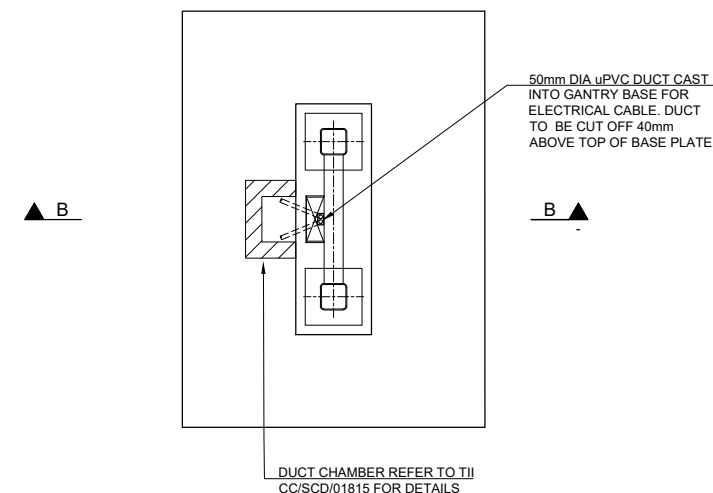 50mm DIA uPVC DUCT CAST
INTO GANTRY BASE FOR
ELECTRICAL CABLE. DUCT
TO BE CUT OFF 40mm
ABOVE TOP OF BASE PLATE
B
B
-
DUCT CHAMBER REFER TO TII
CC/SCD/01815 FOR DETAILS